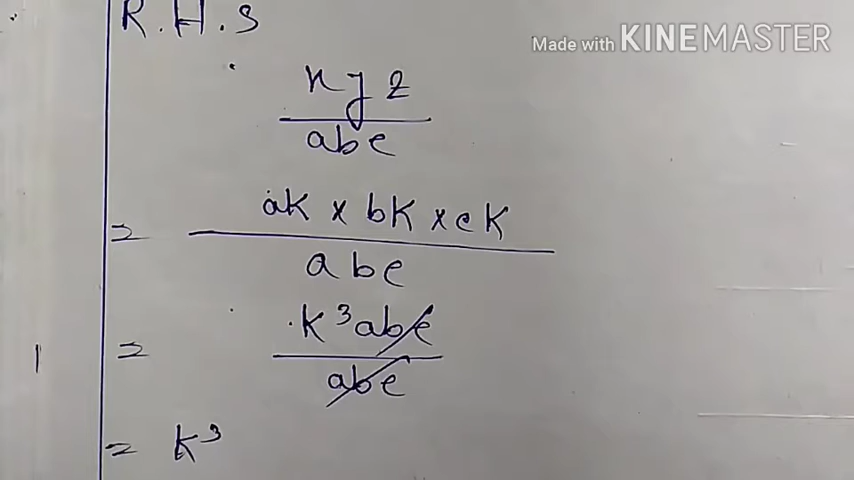 R.H.S
Made with KINEMASTER
xyz
abc
= ak × bk × ck
abc
= k³abc
abc
= k³